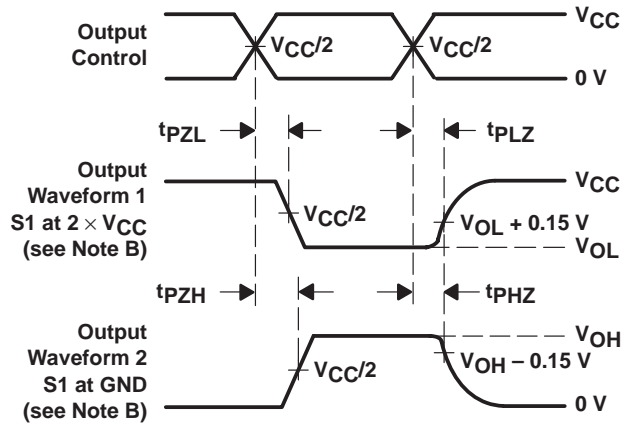 Output
Control
VCC/2
VCC/2
VCC
0 V
tPZL
tPLZ
Output
Waveform 1
S1 at 2 × VCC
(see Note B)
VCC/2
VCC
VOL + 0.15 V
VOL
tPZH
tPHZ
Output
Waveform 2
S1 at GND
(see Note B)
VCC/2
VOH
VOH – 0.15 V
0 V